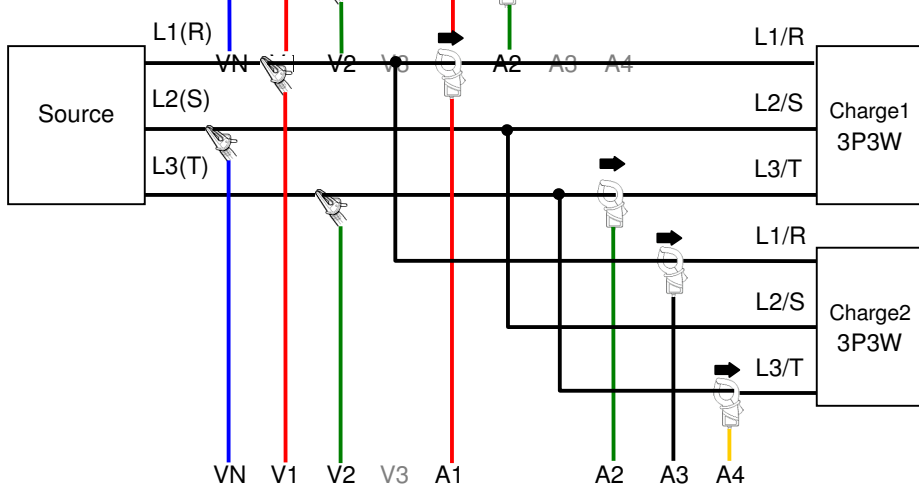 L1(R)
L1/R
VN V1 V2 V3 A2 A3 A4
L2(S)
L2/S
Source
Charge1
3P3W
L3(T)
L3/T
L1/R
L2/S
Charge2
3P3W
L3/T
VN V1 V2 V3 A1 A2 A3 A4